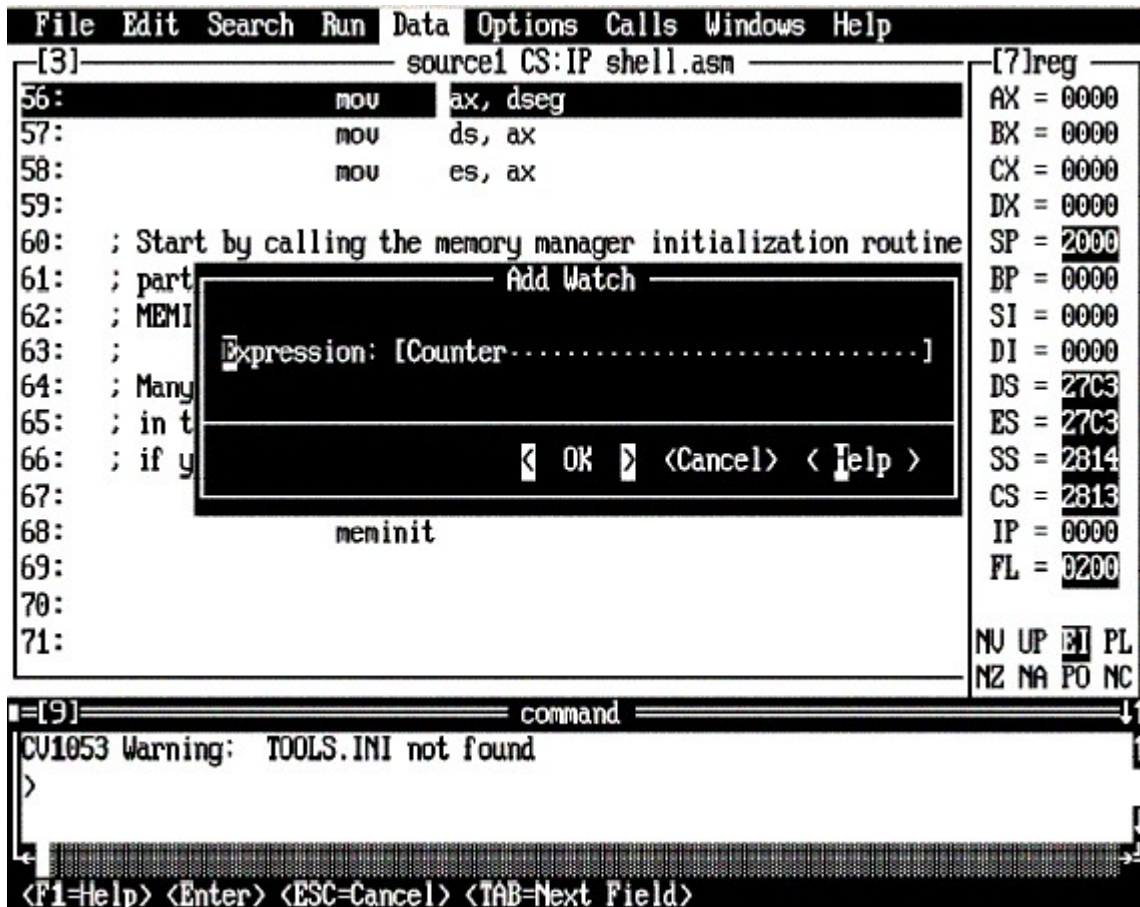 File Edit Search Run Data Options Calls Windows Help
[3] source1 CS:IP shell.asm
56: mov ax, dseg
57: mov ds, ax
58: mov es, ax
59:
60: ; Start by calling the memory manager initialization routine
61: ; part
62: ; MEMI
63: ;
64: ; Many
65: ; in t
66: ; if y
67:
68: meminit
69:
70:
71:
Add Watch
Expression: [Counter..............................]
< OK > <Cancel> < Help >
[7]reg
AX = 0000
BX = 0000
CX = 0000
DX = 0000
SP = 2000
BP = 0000
SI = 0000
DI = 0000
DS = 27C3
ES = 27C3
SS = 2814
CS = 2813
IP = 0000
FL = 0200
NV UP EI PL
NZ NA PO NC
[9] command
CV1053 Warning: TOOLS.INI not found
>
<F1=Help> <Enter> <ESC=Cancel> <TAB=Next Field>